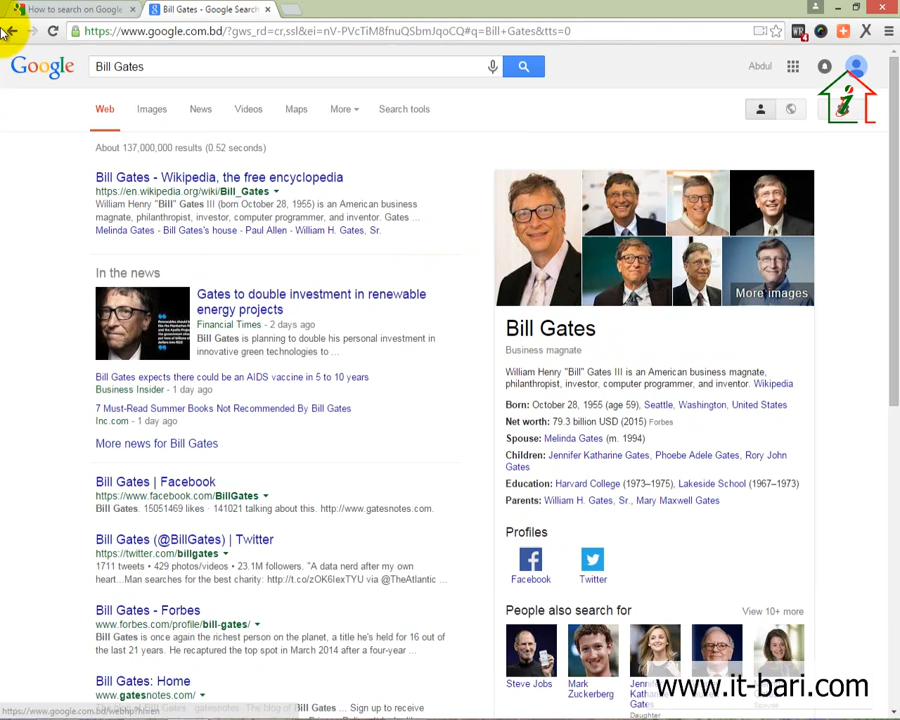 How to search on Google
Bill Gates - Google Search
https://www.google.com.bd/?gws_rd=cr,ssl&ei=nV-PVcTiM8fnuQSbmJqoCQ#q=Bill+Gates&tts=0
Google
Bill Gates
Abdul
Web Images News Videos Maps More Search tools
About 137,000,000 results (0.52 seconds)
Bill Gates - Wikipedia, the free encyclopedia
https://en.wikipedia.org/wiki/Bill_Gates
William Henry "Bill" Gates III (born October 28, 1955) is an American business
magnate, philanthropist, investor, computer programmer, and inventor. Gates ...
Melinda Gates - Bill Gates's house - Paul Allen - William H. Gates, Sr.
In the news
Gates to double investment in renewable
energy projects
Financial Times - 2 days ago
Bill Gates is planning to double his personal investment in
innovative green technologies to ...
Bill Gates expects there could be an AIDS vaccine in 5 to 10 years
Business Insider - 1 day ago
7 Must-Read Summer Books Not Recommended By Bill Gates
Inc.com - 1 day ago
More news for Bill Gates
Bill Gates | Facebook
https://www.facebook.com/BillGates
Bill Gates. 15051469 likes · 141021 talking about this. http://www.gatesnotes.com.
Bill Gates (@BillGates) | Twitter
https://twitter.com/billgates
1711 tweets • 429 photos/videos • 23.1M followers. "A data nerd after my own
heart...Man searches for the best charity: http://t.co/zOK6IexTYU via @TheAtlantic ...
Bill Gates - Forbes
www.forbes.com/profile/bill-gates/
Bill Gates is once again the richest person on the planet, a title he's held for 16 out of
the last 21 years. He recaptured the top spot in March 2014 after a four-year ...
Bill Gates: Home
www.gatesnotes.com/
Bill Gates ... Sign up to receive
https://www.google.com.bd/webhp?hl=en
More images
Bill Gates
Business magnate
William Henry "Bill" Gates III is an American business magnate,
philanthropist, investor, computer programmer, and inventor. Wikipedia
Born: October 28, 1955 (age 59), Seattle, Washington, United States
Net worth: 79.3 billion USD (2015) Forbes
Spouse: Melinda Gates (m. 1994)
Children: Jennifer Katharine Gates, Phoebe Adele Gates, Rory John
Gates
Education: Harvard College (1973–1975), Lakeside School (1967–1973)
Parents: William H. Gates, Sr., Mary Maxwell Gates
Profiles
Facebook Twitter
People also search for View 10+ more
Steve Jobs
Mark
Zuckerberg
Gates
Daughter
www.it-bari.com